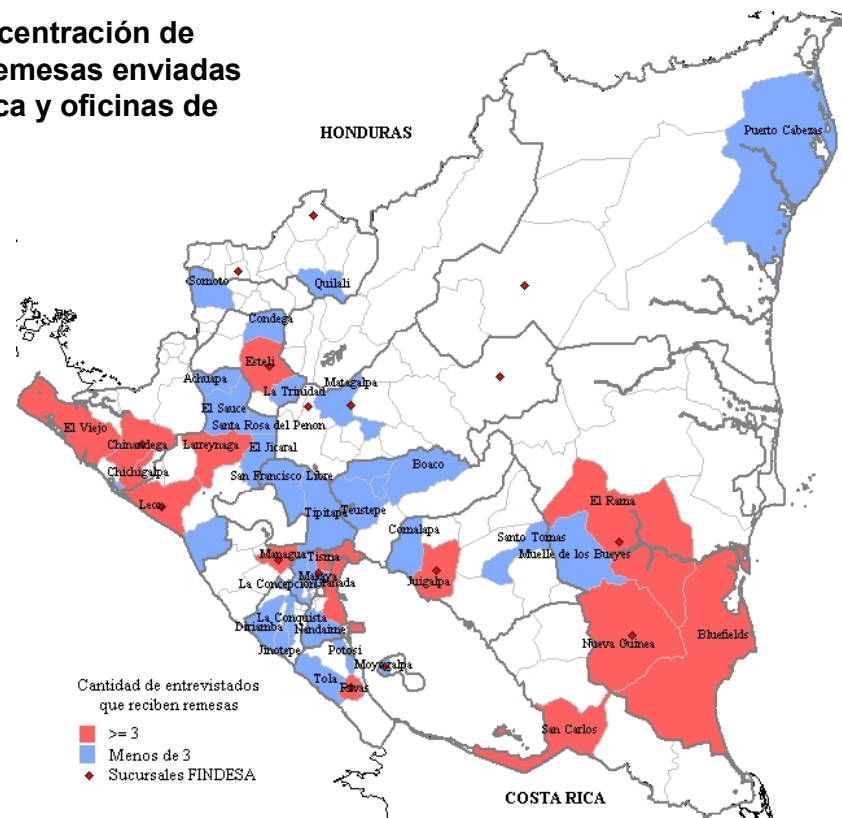 centración de
emesas enviadas
ca y oficinas de
HONDURAS
Puerto Cabezas
Somoto
Quilali
Condega
Esteli
Achuapa
La Trinidad
Matagalpa
El Sauce
Santa Rosa del Penon
El Viejo
Chinandega
Larreynaga
El Jicaral
Chichigalpa
San Francisco Libre
Boaco
Leon
Tipitapa
Teustepe
El Rama
Comalapa
Santo Tomas
Muelle de los Bueyes
Managua
Tisma
Masaya
Granada
Juigalpa
La Concepcion
La Conquista
Diriamba
Nandaime
Nueva Guinea
Bluefields
Jinotepe
Potosi
Moyogalpa
Tola
Rivas
San Carlos
Cantidad de entrevistados
que reciben remesas
>= 3
Menos de 3
Sucursales FINDESA
COSTA RICA